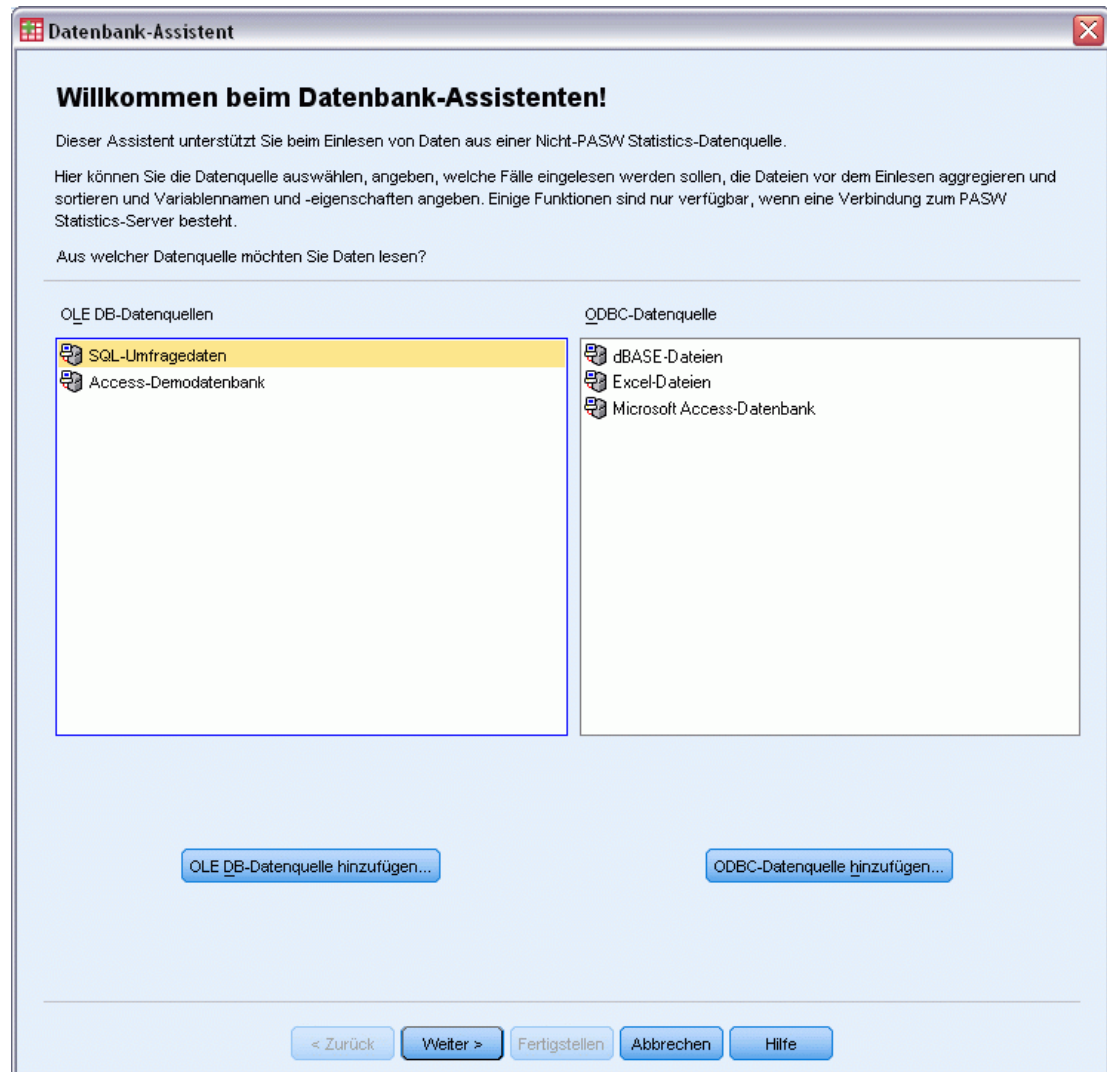 Datenbank-Assistent
Willkommen beim Datenbank-Assistenten!
Dieser Assistent unterstützt Sie beim Einlesen von Daten aus einer Nicht-PASW Statistics-Datenquelle.
Hier können Sie die Datenquelle auswählen, angeben, welche Fälle eingelesen werden sollen, die Dateien vor dem Einlesen aggregieren und
sortieren und Variablennamen und -eigenschaften angeben. Einige Funktionen sind nur verfügbar, wenn eine Verbindung zum PASW
Statistics-Server besteht.
Aus welcher Datenquelle möchten Sie Daten lesen?
OLE DB-Datenquellen
SQL-Umfragedaten
Access-Demodatenbank
ODBC-Datenquelle
dBASE-Dateien
Excel-Dateien
Microsoft Access-Datenbank
OLE DB-Datenquelle hinzufügen...
ODBC-Datenquelle hinzufügen...
< Zurück
Weiter >
Fertigstellen
Abbrechen
Hilfe